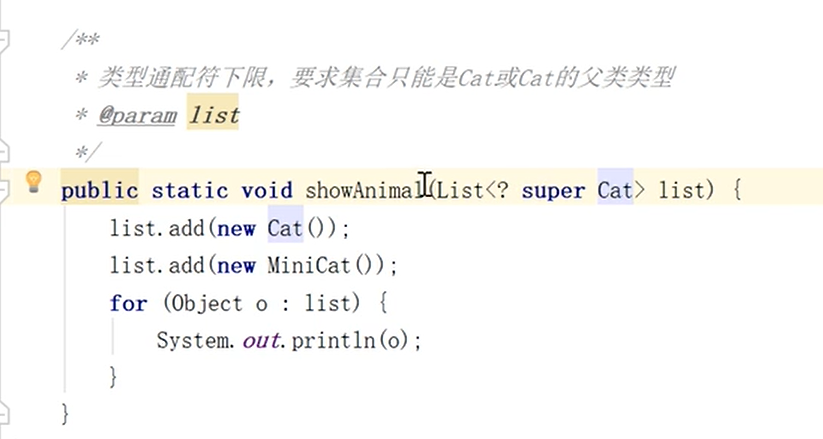 /**
* 类型通配符下限，要求集合只能是Cat或Cat的父类类型
* @param list
*/
public static void showAnimal(List<? super Cat> list) {
list.add(new Cat());
list.add(new MiniCat());
for (Object o : list) {
System.out.println(o);
}
}